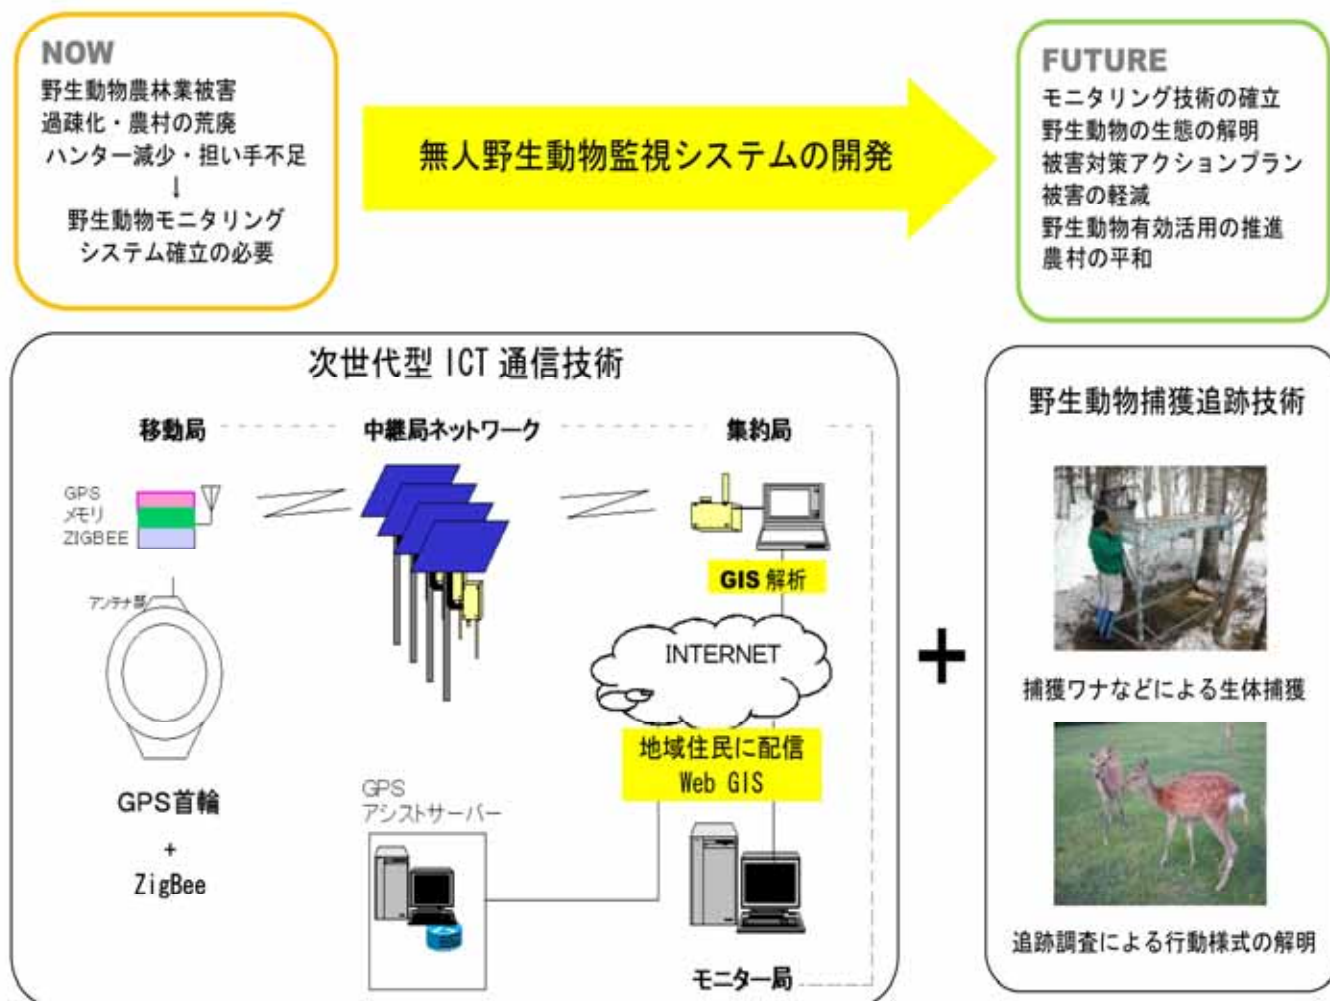 NOW
野生動物農林業被害
過疎化・農村の荒廃
ハンター減少・担い手不足
↓
野生動物モニタリング
システム確立の必要
無人野生動物監視システムの開発
FUTURE
モニタリング技術の確立
野生動物の生態の解明
被害対策アクションプラン
被害の軽減
野生動物有効活用の推進
農村の平和
次世代型 ICT 通信技術
移動局
中継局ネットワーク
集約局
GPS
メモリ
ZIGBEE
アンテナ部
GPS首輪
+
ZigBee
GIS 解析
INTERNET
地域住民に配信
Web GIS
GPS
アシストサーバー
モニター局
+
野生動物捕獲追跡技術
捕獲ワナなどによる生体捕獲
追跡調査による行動様式の解明